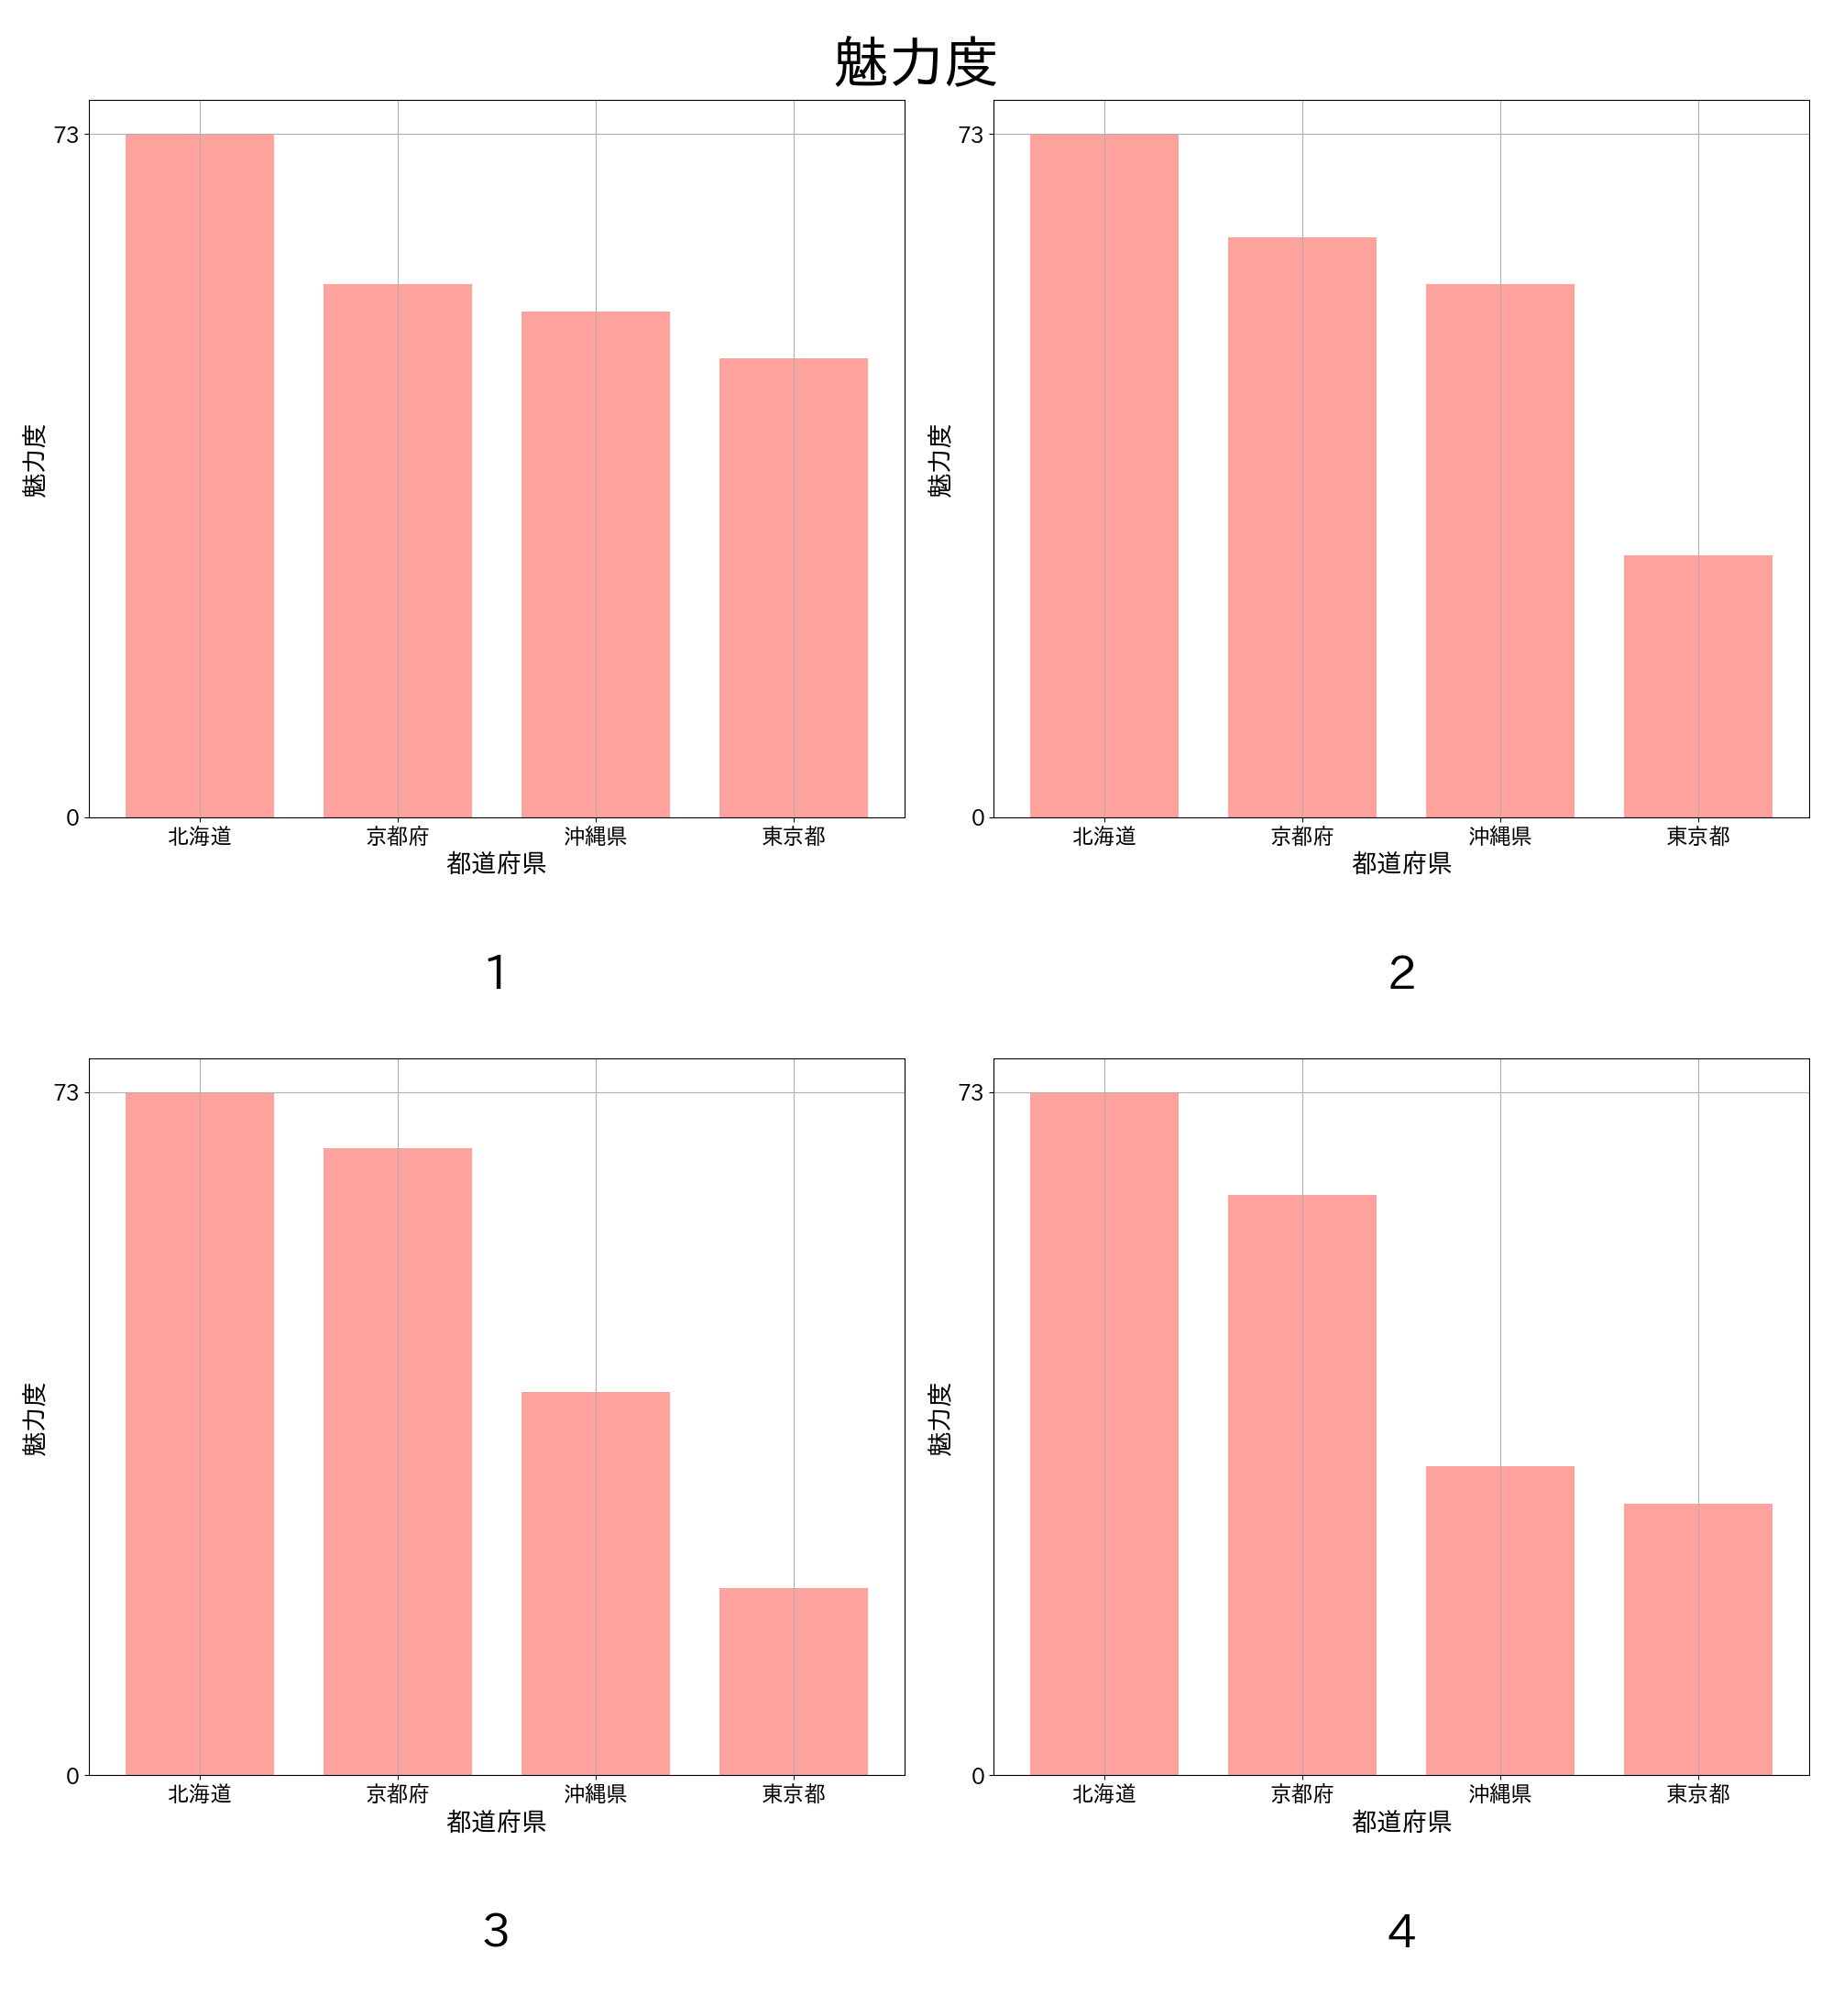 魅力度
73
0
魅力度
北海道 京都府 沖縄県 東京都
都道府県
1
73
0
魅力度
北海道 京都府 沖縄県 東京都
都道府県
2
73
0
魅力度
北海道 京都府 沖縄県 東京都
都道府県
3
73
0
魅力度
北海道 京都府 沖縄県 東京都
都道府県
4